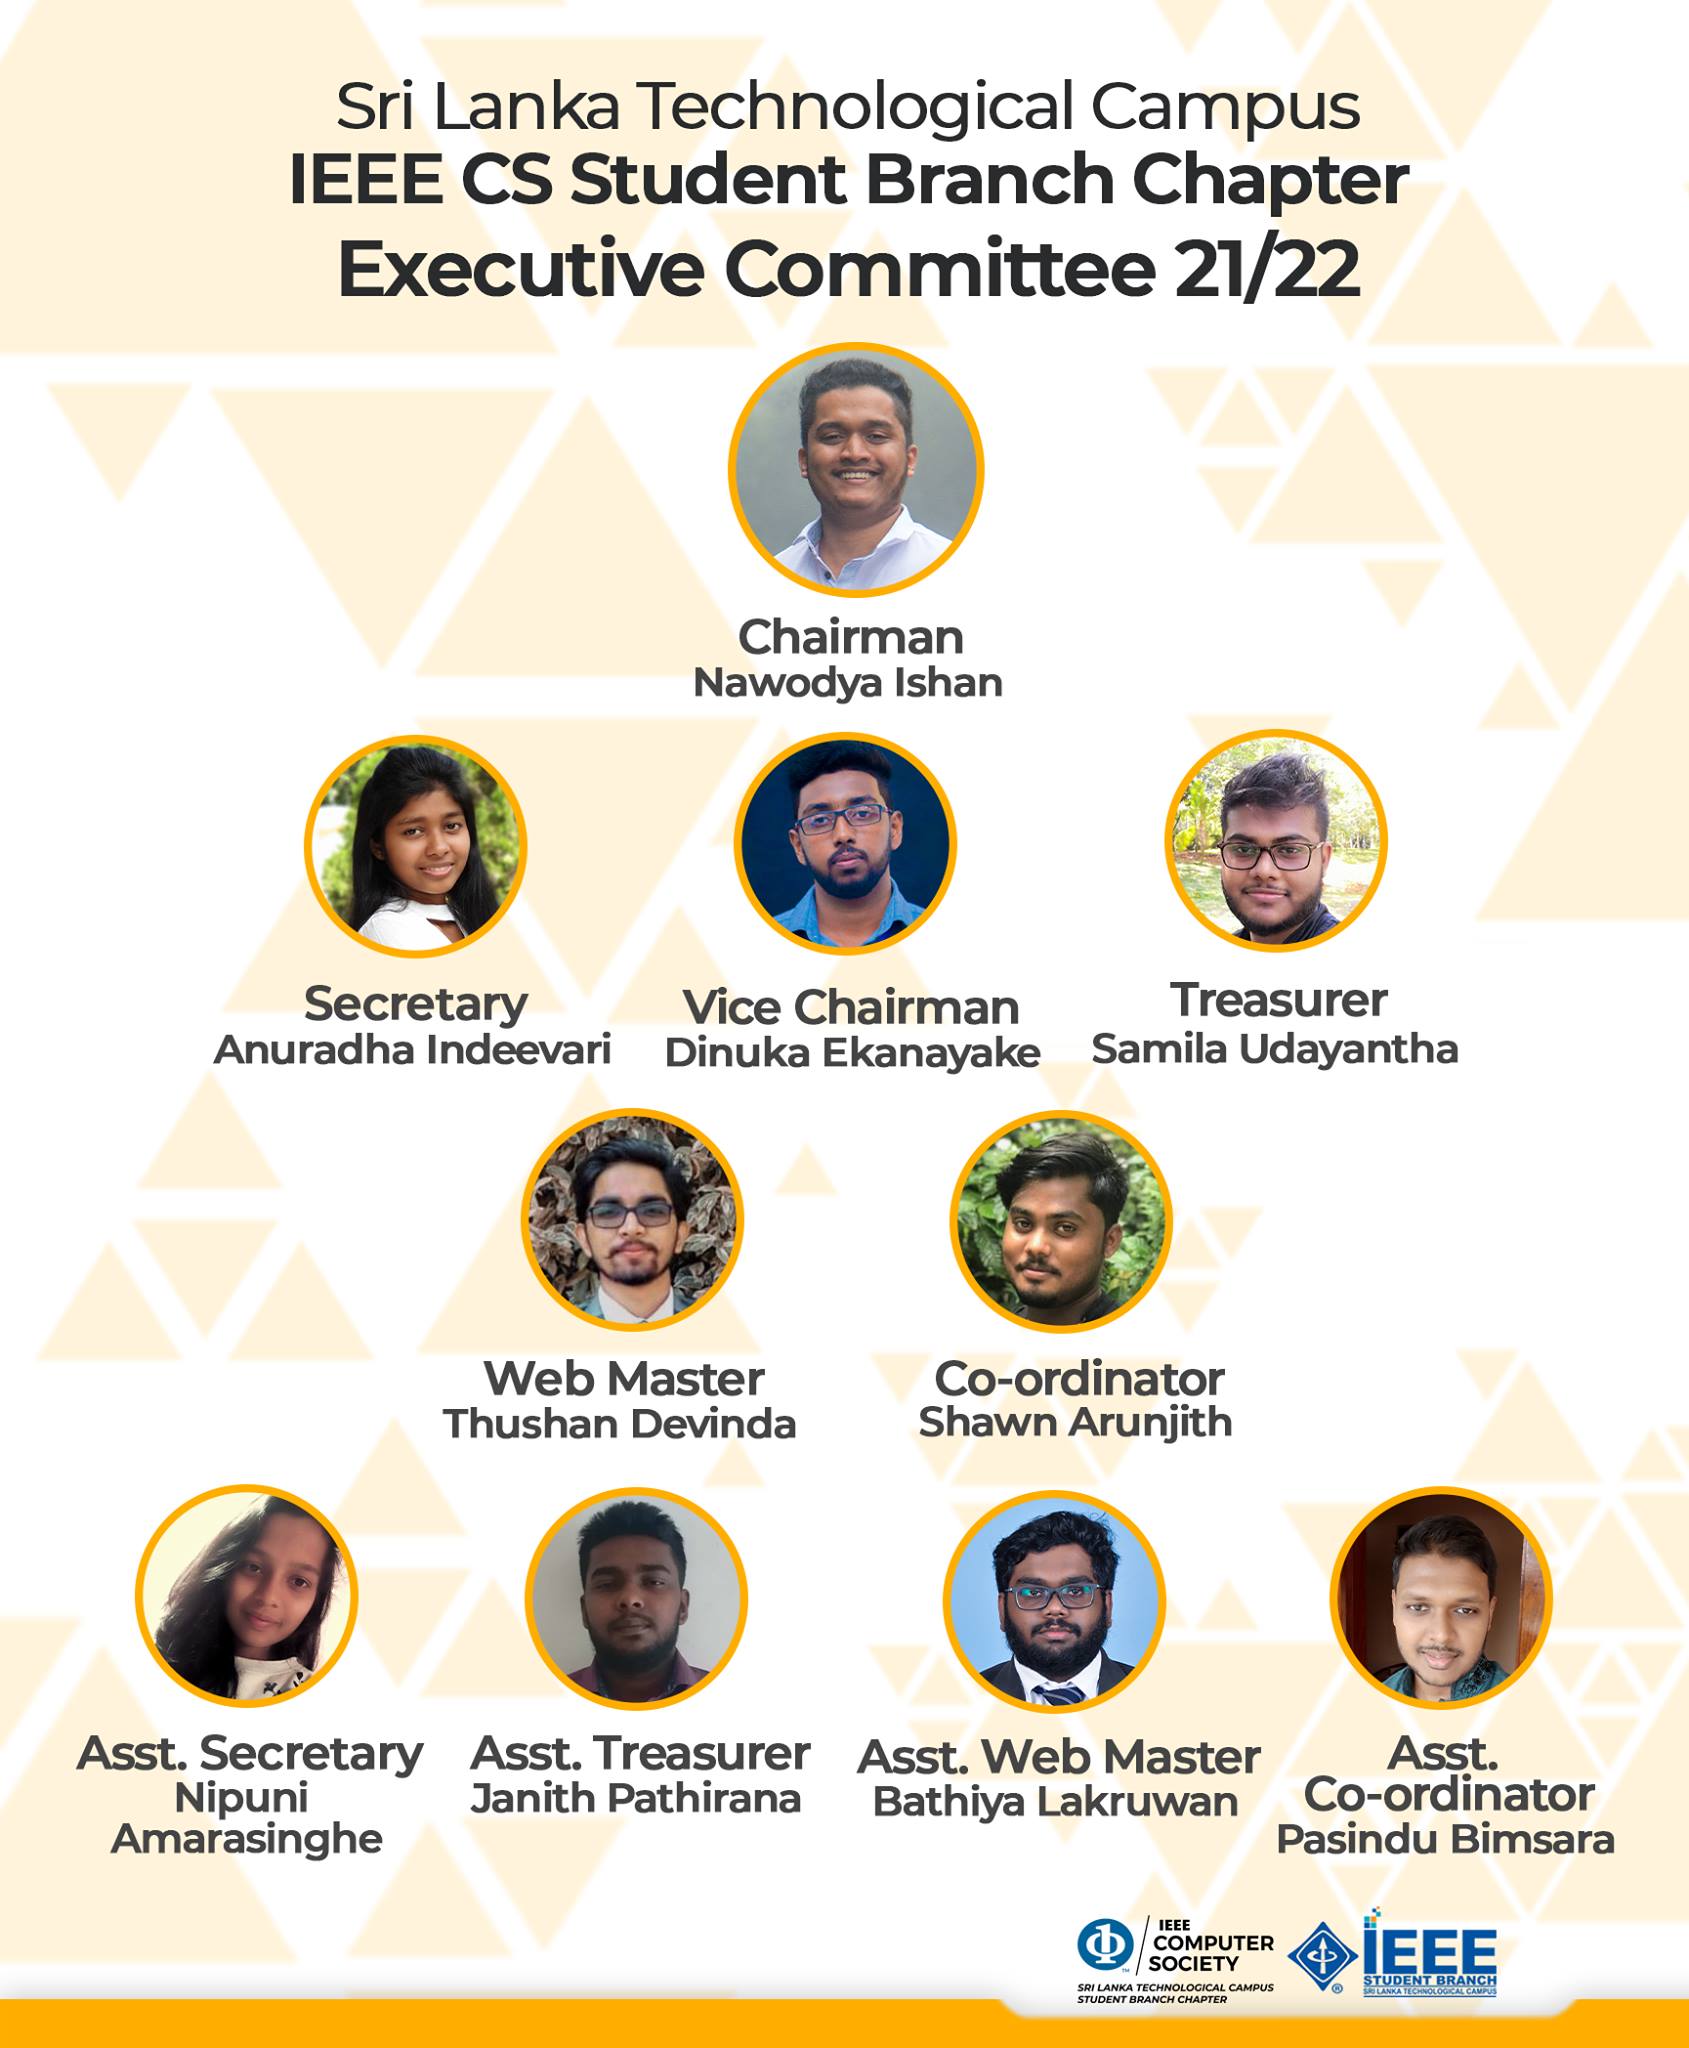 Sri Lanka Technological Campus
IEEE CS Student Branch Chapter
Executive Committee 21/22
Chairman
Nawodya Ishan
Secretary
Anuradha Indeevari
Vice Chairman
Dinuka Ekanayake
Treasurer
Samila Udayantha
Web Master
Thushan Devinda
Co-ordinator
Shawn Arunjith
Asst. Secretary
Nipuni
Amarasinghe
Asst. Treasurer
Janith Pathirana
Asst. Web Master
Bathiya Lakruwan
Asst.
Co-ordinator
Pasindu Bimsara
IEEE
COMPUTER
SOCIETY
TM
SRI LANKA TECHNOLOGICAL CAMPUS
STUDENT BRANCH CHAPTER
IEEE
STUDENT BRANCH
SRI LANKA TECHNOLOGICAL CAMPUS
®